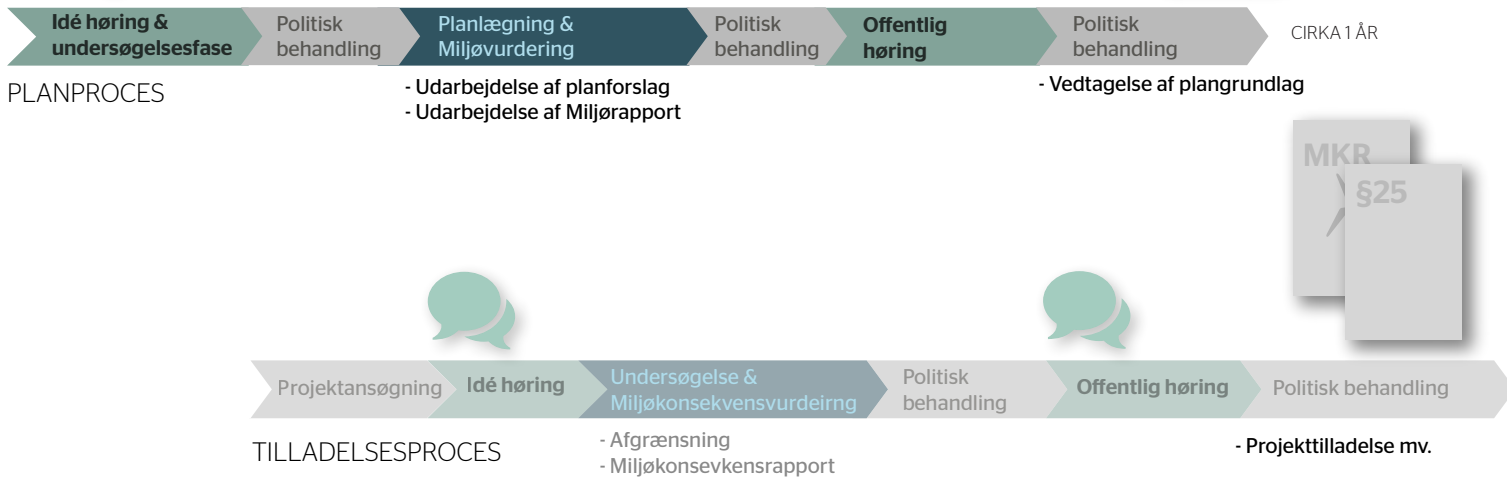 Idé høring &
undersøgelsesfase
Politisk
behandling
Planlægning &
Miljøvurdering
Politisk
behandling
Offentlig
høring
Politisk
behandling
CIRKA 1 ÅR
PLANPROCES
- Udarbejdelse af planforslag
- Udarbejdelse af Miljørapport
- Vedtagelse af plangrundlag
MKR
§25
Projektansøgning
Idé høring
Undersøgelse &
Miljøkonsekvensvurdeirng
Politisk
behandling
Offentlig høring
Politisk behandling
TILLADELSESPROCES
- Afgrænsning
- Miljøkonsevkensrapport
- Projekttilladelse mv.